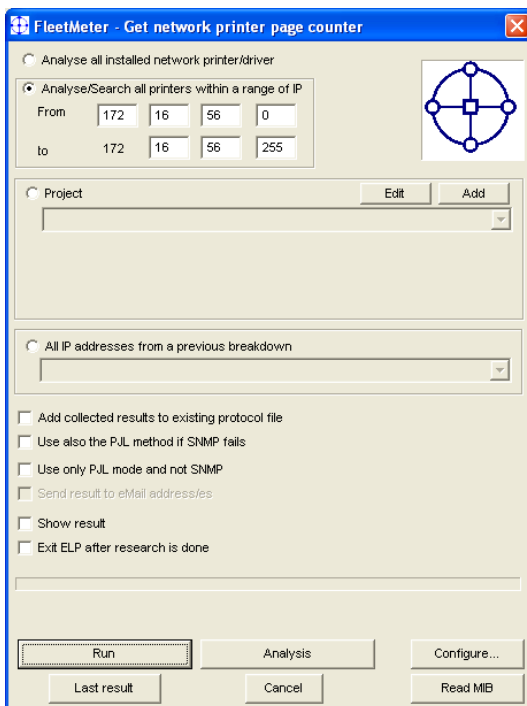 FleetMeter - Get network printer page counter
Analyse all installed network printer/driver
Analyse/Search all printers within a range of IP
From 172 16 56 0
to 172 16 56 255
Project Edit Add
All IP addresses from a previous breakdown
Add collected results to existing protocol file
Use also the PJL method if SNMP fails
Use only PJL mode and not SNMP
Send result to eMail address/es
Show result
Exit ELP after research is done
Run Analysis Configure...
Last result Cancel Read MIB